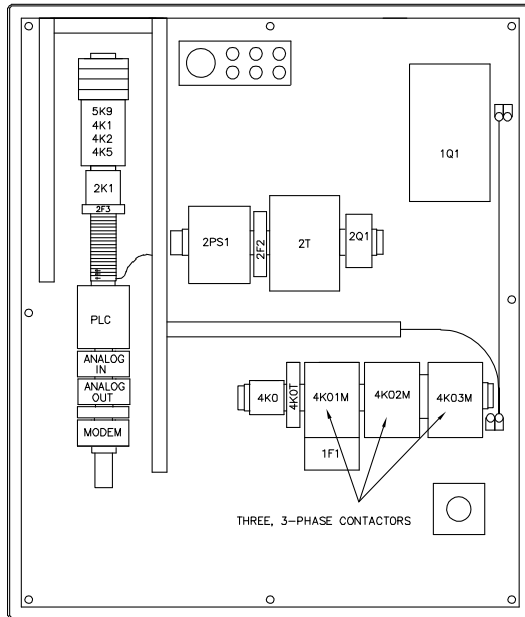 5K9
4K1
4K2
4K5
1Q1
2K1
2F3
2PS1
2F2
2T
2Q1
PLC
ANALOG
IN
ANALOG
OUT
MODEM
4K0
4K0T
4K01M
4K02M
4K03M
1F1
THREE, 3-PHASE CONTACTORS